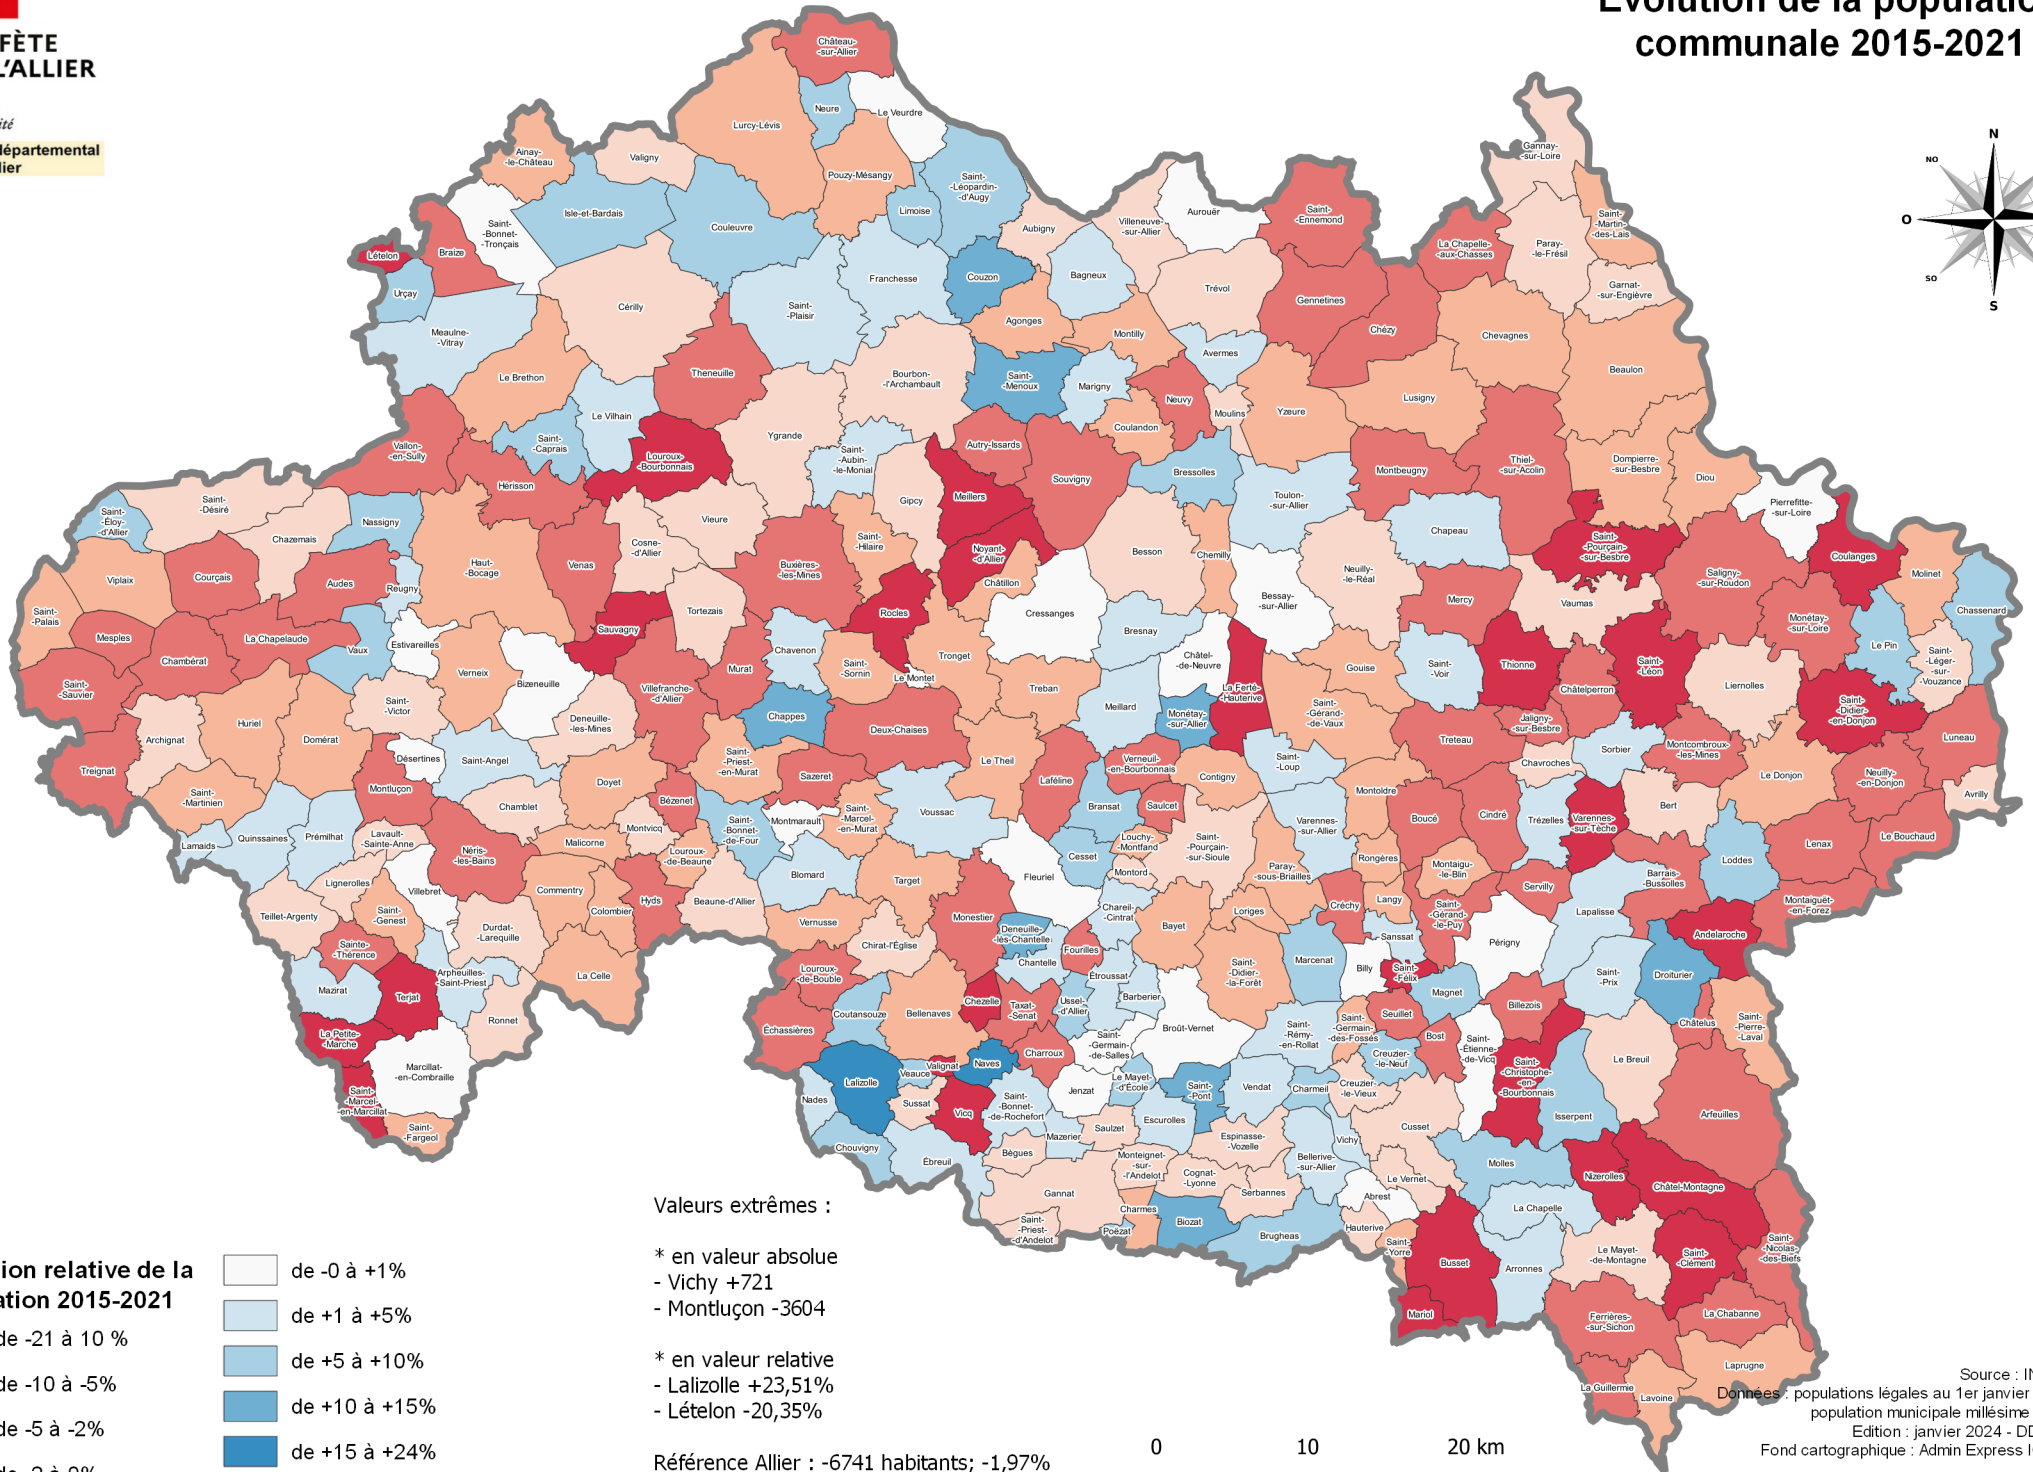 FÈTE
L'ALLIER
ité
départemental
lier
Evolution de la populatio
communale 2015-2021
N
NO
O
SO
S
Château-
-sur-Allier
Neure
Le Veurdre
Lurcy-Lévis
Ainay-
-le-Château
Valigny
Pouzy-Mésangy
Saint-
-Léopardin-
-d'Augy
Limoise
Isle-et-Bardais
Couleuvre
Saint-
-Bonnet-
-Tronçais
Braize
Lételon
Urçay
Meaulne-
-Vitray
Cérilly
Saint-
-Plaisir
Franchesse
Couzon
Aubigny
Bagneux
Villeneuve-
-sur-Allier
Aurouër
Trévol
Saint-
-Ennemond
Gennetines
Chézy
La Chapelle-
-aux-Chasses
Gannay-
-sur-Loire
Saint-
-Martin-
-des-Lais
Paray-
-le-Frésil
Garnat-
-sur-Engièvre
Chevagnes
Beaulon
Agonges
Montilly
Avermes
Le Brethon
Theneuille
Bourbon-
-l'Archambault
Saint-
-Menoux
Marigny
Neuvy
Moulins
Yzeure
Lusigny
Le Vilhain
Saint-
-Caprais
Vallon-
-en-Sully
Hérisson
Louroux-
-Bourbonnais
Ygrande
Saint-
-Aubin-
-le-Monial
Gipcy
Autry-Issards
Meillers
Souvigny
Coulandon
Bressolles
Toulon-
-sur-Allier
Montbeugny
Thiel-
-sur-Acolin
Dompierre-
-sur-Besbre
Diou
Pierrefitte-
-sur-Loire
Saint-
-Éloy-
-d'Allier
Saint-
-Désiré
Chazemais
Nassigny
Vieure
Cosne-
-d'Allier
Saint-
-Hilaire
Noyant-
-d'Allier
Châtillon
Besson
Chemilly
Chapeau
Saint-
-Pourçain-
-sur-Besbre
Coulanges
Molinet
Chassenard
Viplaix
Courçais
Audes
Reugny
Haut-
-Bocage
Venas
Buxières-
-les-Mines
Neuilly-
-le-Réal
Saligny-
-sur-Roudon
Saint-
-Palais
Mesples
Chambérat
La Chapelaude
Vaux
Estivareilles
Sauvagny
Tortezais
Rocles
Cressanges
Bessay-
-sur-Allier
Mercy
Vaumas
Monétay-
-sur-Loire
Le Pin
Saint-
-Léger-
-sur-
-Vouzance
Saint-
-Sauvier
Verneix
Bizeneuille
Villefranche-
-d'Allier
Murat
Chavenon
Saint-
-Sornin
Le Montet
Tronget
Treban
Bresnay
Châtel-
-de-Neuvre
La Ferté-
-Hauterive
Gouise
Saint-
-Voir
Thionne
Châtelperron
Saint-
-Léon
Liernolles
Saint-
-Didier-
-en-Donjon
Luneau
Archignat
Huriel
Domérat
Saint-
-Victor
Deneuille-
-les-Mines
Chappes
Deux-Chaises
Meillard
Monétay-
-sur-Allier
Saint-
-Gérand-
-de-Vaux
Treteau
Jaligny-
-sur-Besbre
Sorbier
Montcombroux-
-les-Mines
Treignat
Désertines
Saint-Angel
Saint-
-Priest-
-en-Murat
Sazeret
Le Theil
Laféline
Verneuil-
-en-Bourbonnais
Contigny
Saint-
-Loup
Chavroches
Le Donjon
Neuilly-
-en-Donjon
Avrilly
Saint-
-Martinien
Montluçon
Chamblet
Doyet
Bézenet
Montmarault
Saint-
-Marcel-
-en-Murat
Voussac
Bransat
Saulcet
Montoldre
Boucé
Cindré
Trézelles
Varennes-
-sur-Tèche
Bert
Lamaids
Quinssaines
Prémilhat
Lavault-
-Sainte-Anne
Néris-
-les-Bains
Malicorne
Montvicq
Louroux-
-de-Beaune
Saint-
-Bonnet-
-de-Four
Blomard
Target
Fleuriel
Cesset
Louchy-
-Montfand
Montord
Saint-
-Pourçain-
-sur-Sioule
Varennes-
-sur-Allier
Paray-
-sous-Briailles
Rongères
Montaigu-
-le-Blin
Servilly
Barrais-
-Bussolles
Loddes
Lenax
Le Bouchaud
Teillet-Argenty
Lignerolles
Saint-
-Genest
Villebret
Commentry
Colombier
Hyds
Beaune-d'Allier
Vernusse
Monestier
Chareil-
-Cintrat
Loriges
Créchy
Langy
Saint-
-Gérand-
-le-Puy
Lapalisse
Montaiguët-
-en-Forez
Andelaroche
Sainte-
-Thérence
Durdat-
-Larequille
La Celle
Chirat-l'Église
Deneuille-
-lès-Chantelle
Chantelle
Fourilles
Bayet
Sanssat
Périgny
Mazirat
Terjat
Arpheuilles-
-Saint-Priest
Ronnet
Louroux-
-de-Bouble
Échassières
Coutansouze
Bellenaves
Chezelle
Taxat-
-Senat
Ussel-
-d'Allier
Étroussat
Barberier
Saint-
-Didier-
-la-Forêt
Marcenat
Billy
Saint-
-Félix
Magnet
Saint-
-Prix
Droiturier
La Petite-
-Marche
Marcillat-
-en-Combraille
Saint-
-Marcel-
-en-Marcillat
Saint-
-Fargeol
Lalizolle
Veauce
Valignat
Naves
Charroux
Saint-
-Germain-
-de-Salles
Broût-Vernet
Saint-
-Rémy-
-en-Rollat
Saint-
-Germain-
-des-Fossés
Seuillet
Bost
Billezois
Saint-
-Étienne-
-de-Vicq
Saint-
-Christophe-
-en-
-Bourbonnais
Le Breuil
Châtelus
Saint-
-Pierre-
-Laval
Nades
Sussat
Vicq
Saint-
-Bonnet-
-de-Rochefort
Jenzat
Le Mayet-
-d'École
Saint-
-Pont
Vendat
Charmeil
Creuzier-
-le-Neuf
Creuzier-
-le-Vieux
Isserpent
Arfeuilles
Chouvigny
Ébreuil
Mazerier
Saulzet
Escurolles
Espinasse-
-Vozelle
Vichy
Cusset
Molles
Nizerolles
Châtel-Montagne
Bègues
Gannat
Monteignet-
-sur-
-l'Andelot
Cognat-
-Lyonne
Serbannes
Bellerive-
-sur-Allier
Abrest
Le Vernet
La Chapelle
Saint-
-Priest-
-d'Andelot
Poëzat
Charmes
Biozat
Brugheas
Hauterive
Saint-
-Yorre
Busset
Mariol
Arronnes
Le Mayet-
-de-Montagne
Saint-
-Clément
Saint-
-Nicolas-
-des-Biefs
Ferrières-
-sur-Sichon
La Chabanne
Laprugne
La Guillermie
Lavoine
tion relative de la
ation 2015-2021
de -21 à 10 %
de -10 à -5%
de -5 à -2%
de -2 à 0%
de -0 à +1%
de +1 à +5%
de +5 à +10%
de +10 à +15%
de +15 à +24%
Valeurs extrêmes :
* en valeur absolue
- Vichy +721
- Montluçon -3604
* en valeur relative
- Lalizolle +23,51%
- Lételon -20,35%
Référence Allier : -6741 habitants; -1,97%
0 10 20 km
Source : IN
Données : populations légales au 1er janvier
population municipale millésime
Edition : janvier 2024 - DD
Fond cartographique : Admin Express I